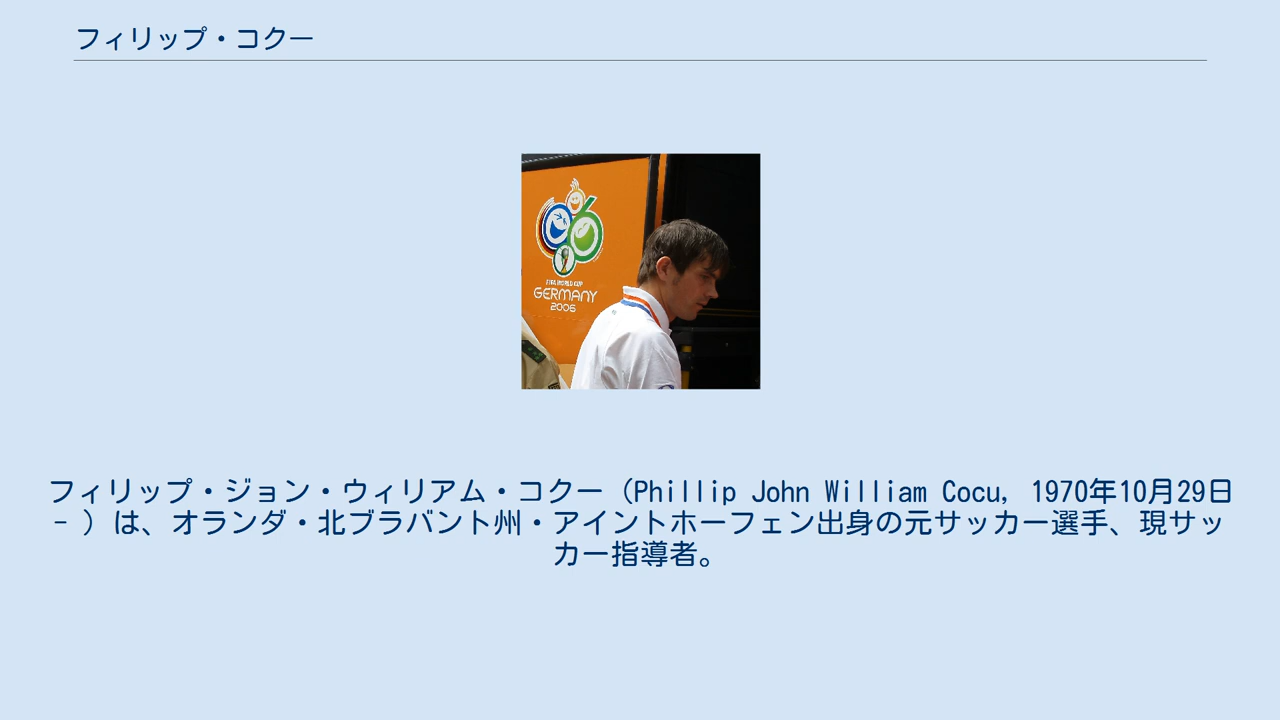 フィリップ・コクー
FIFA WORLD CUP
GERMANY
2006
フィリップ・ジョン・ウィリアム・コクー（Phillip John William Cocu, 1970年10月29日
- ）は、オランダ・北ブラバント州・アイントホーフェン出身の元サッカー選手、現サッ
カー指導者。